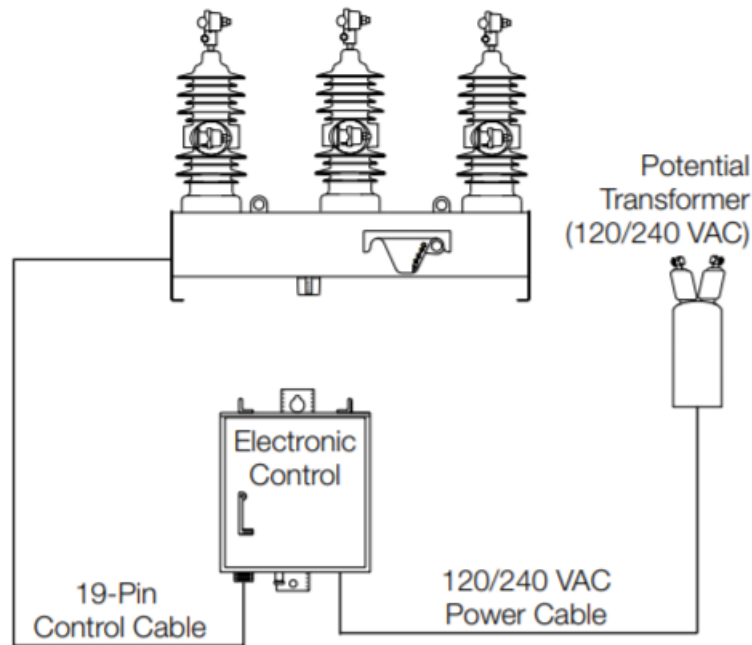 Potential
Transformer
(120/240 VAC)
Electronic
Control
19-Pin
Control Cable
120/240 VAC
Power Cable